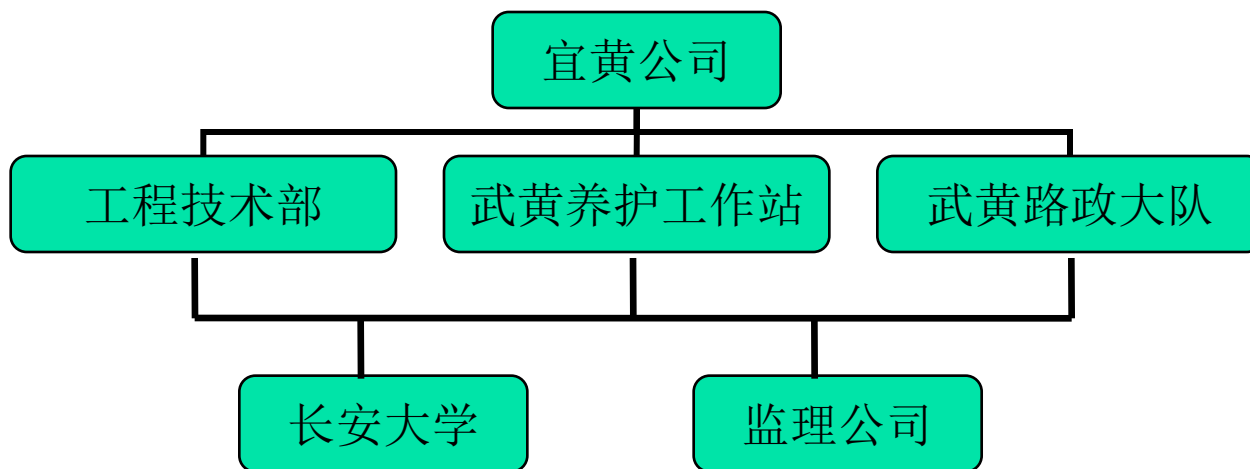 宜黄公司
工程技术部
武黄养护工作站
武黄路政大队
长安大学
监理公司